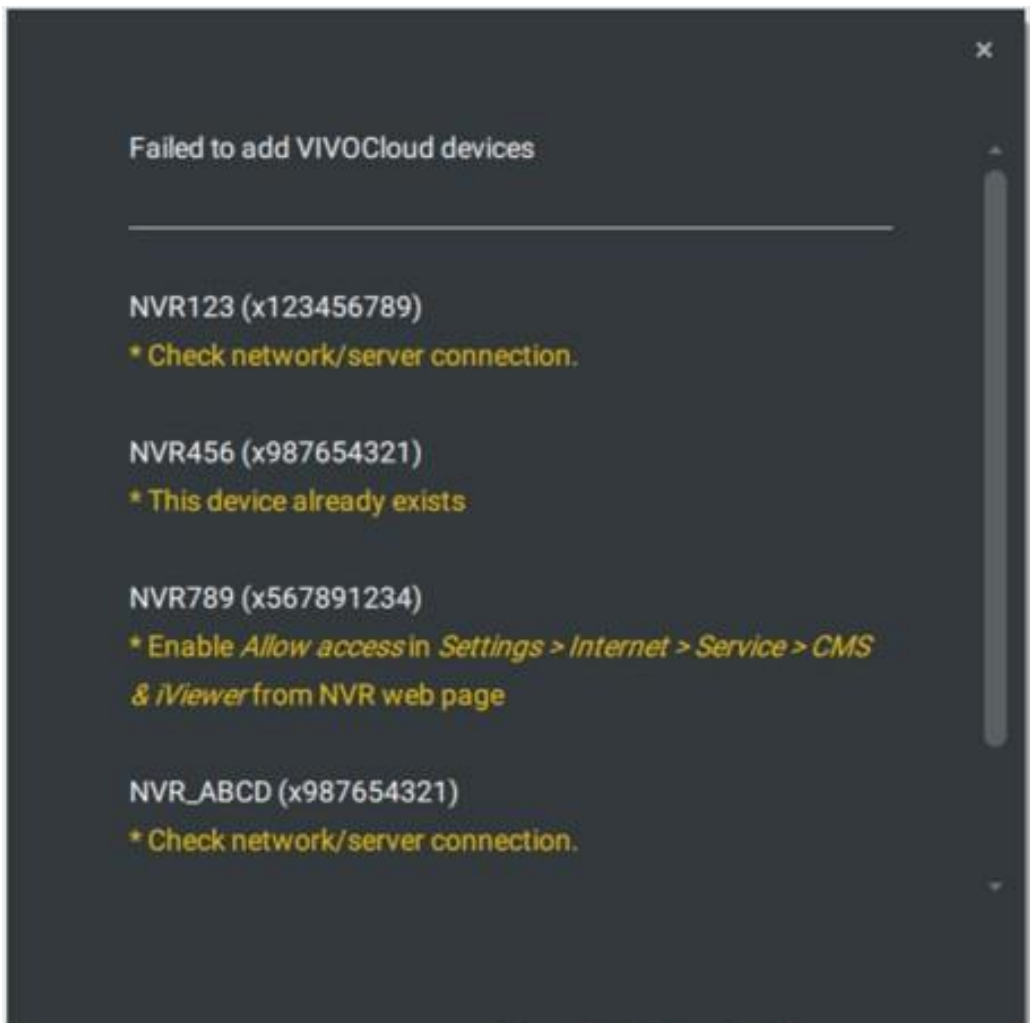 Failed to add VIVOCloud devices
NVR123 (x123456789)
* Check network/server connection.
NVR456 (x987654321)
* This device already exists
NVR789 (x567891234)
* Enable Allow access in Settings > Internet > Service > CMS
& iViewer from NVR web page
NVR_ABCD (x987654321)
* Check network/server connection.